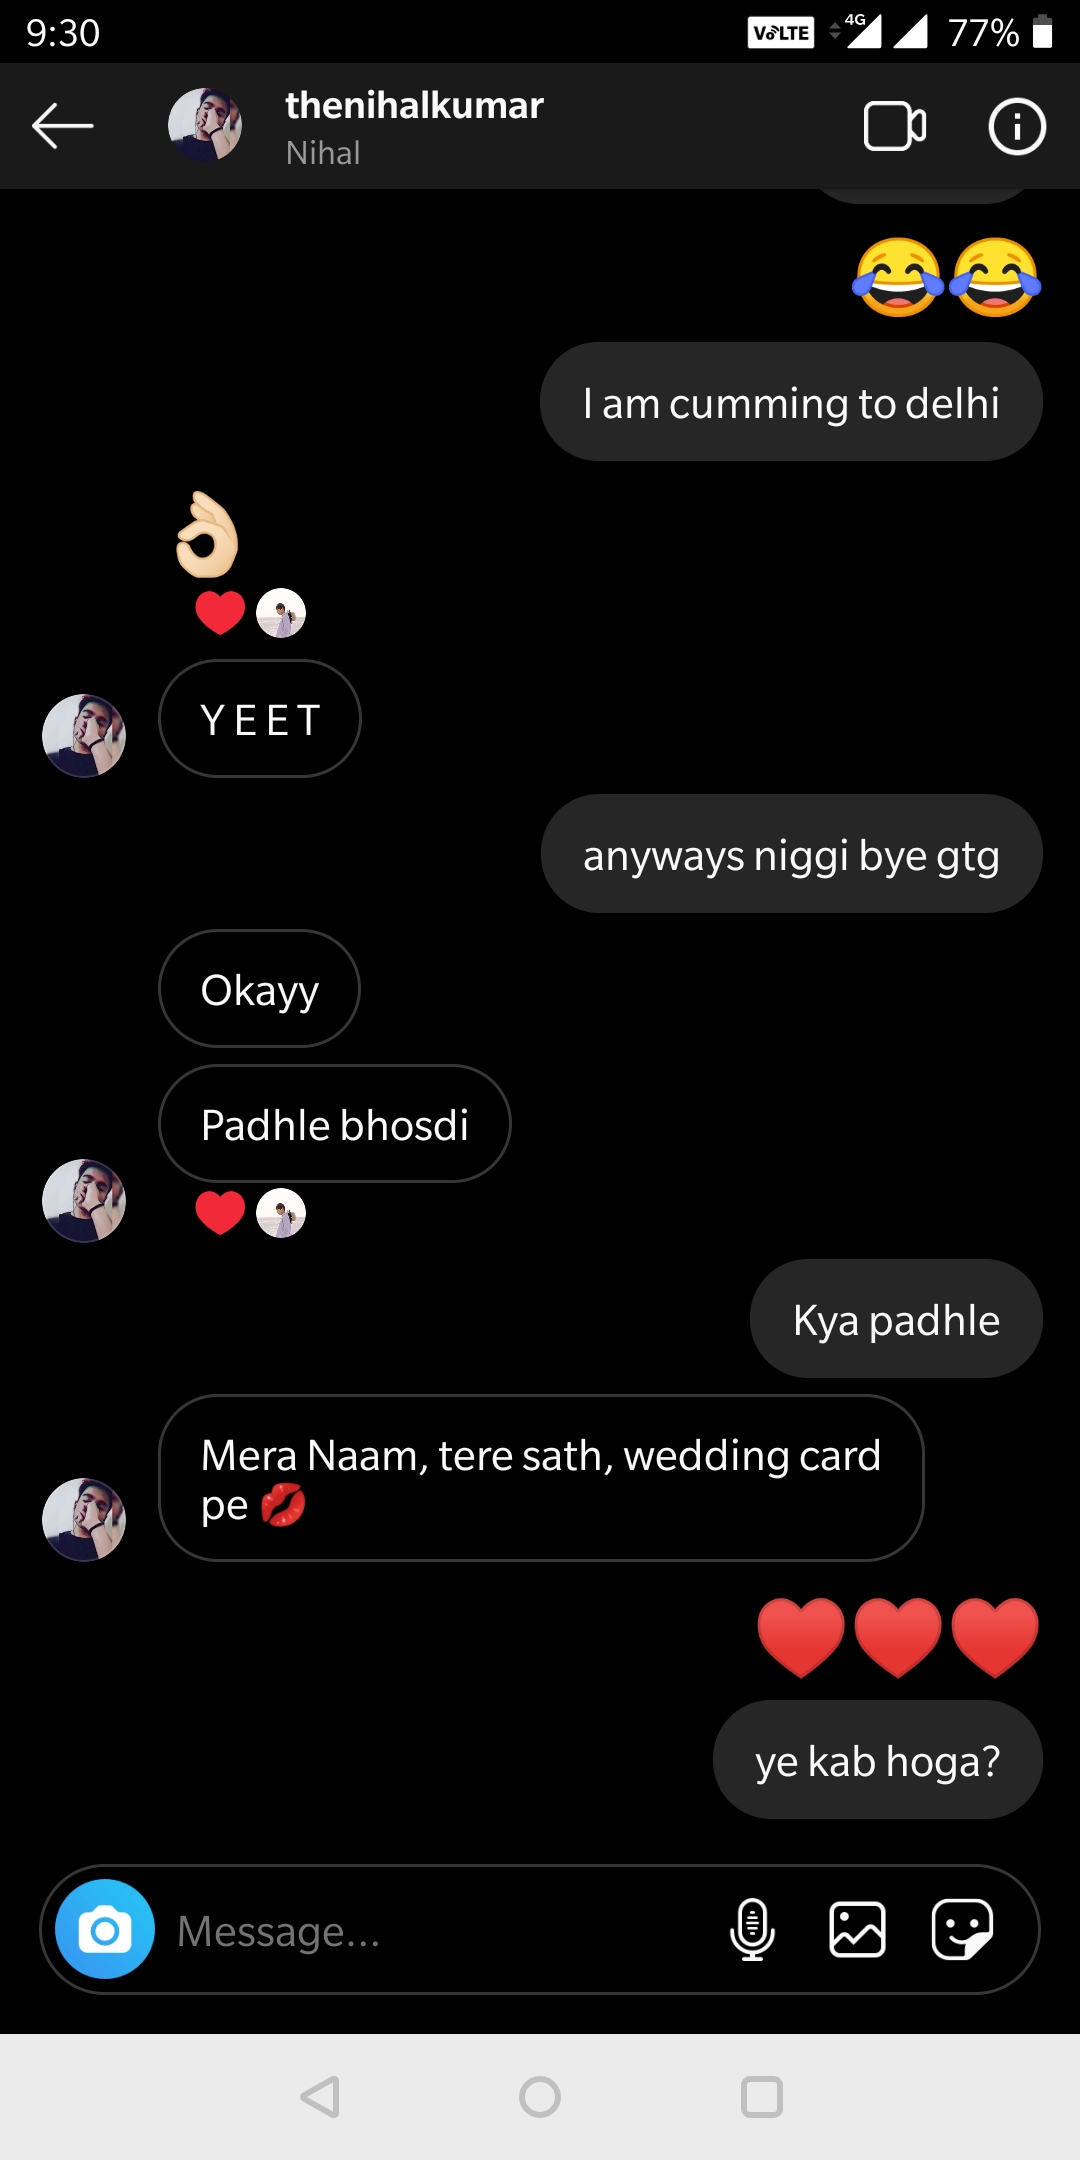 9:30
VoLTE
4G
77%
thenihalkumar
Nihal
😂😂
I am cumming to delhi
👌🏻
❤️
Y E E T
anyways niggi bye gtg
Okayy
Padhle bhosdi
❤️
Kya padhle
Mera Naam, tere sath, wedding card
pe 💋
❤️❤️❤️
ye kab hoga?
Message...